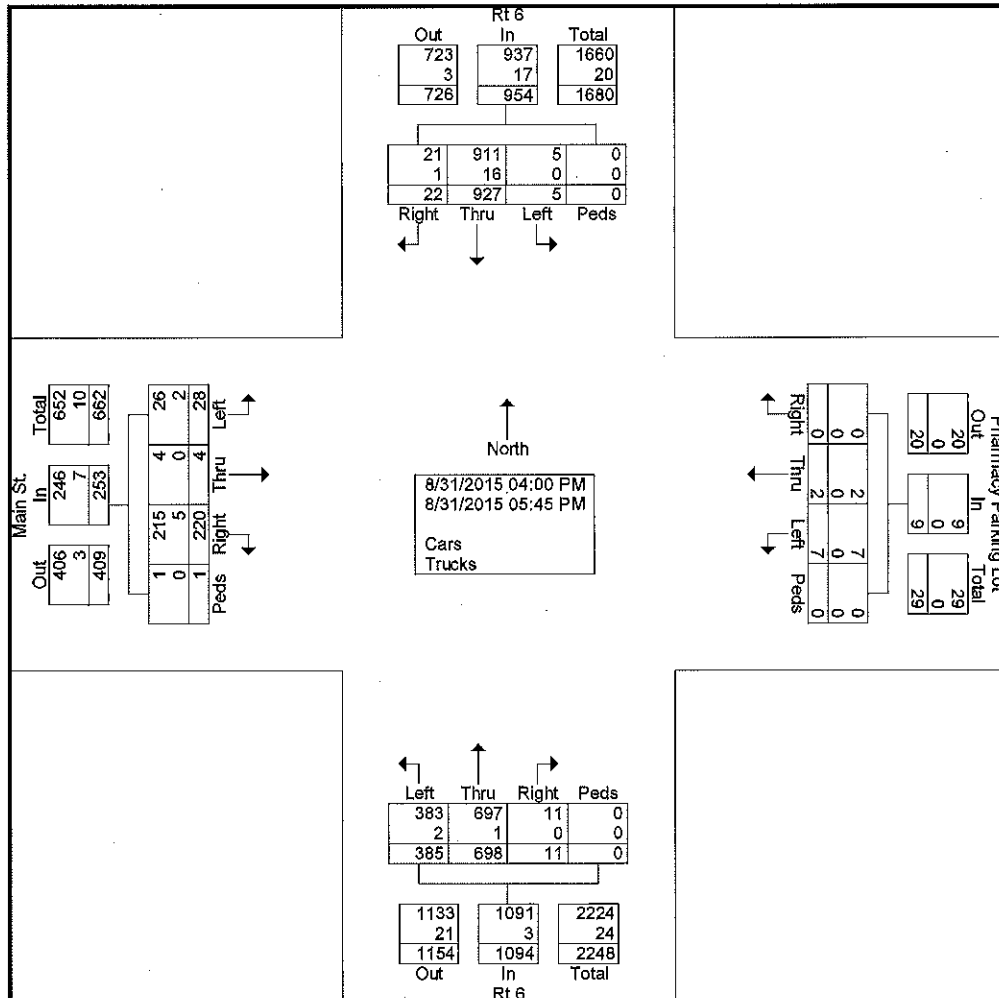 Rt 6
Out In Total
723 937 1660
3 17 20
726 954 1680
21 911 5 0
1 16 0 0
22 927 5 0
Right Thru Left Peds
Main St.
Total In Out
652 246 406
10 7 3
662 253 409
26 4 215 1
2 0 5 0
28 4 220 1
Left Thru Right Peds
North
8/31/2015 04:00 PM
8/31/2015 05:45 PM
Cars
Trucks
Right Thru Left Peds
0 2 7 0
0 0 0 0
0 2 7 0
Pharmacy Parking Lot
Out In Total
20 9 29
0 0 0
20 9 29
Left Thru Right Peds
383 697 11 0
2 1 0 0
385 698 11 0
1133 1091 2224
21 3 24
1154 1094 2248
Out In Total
Rt 6